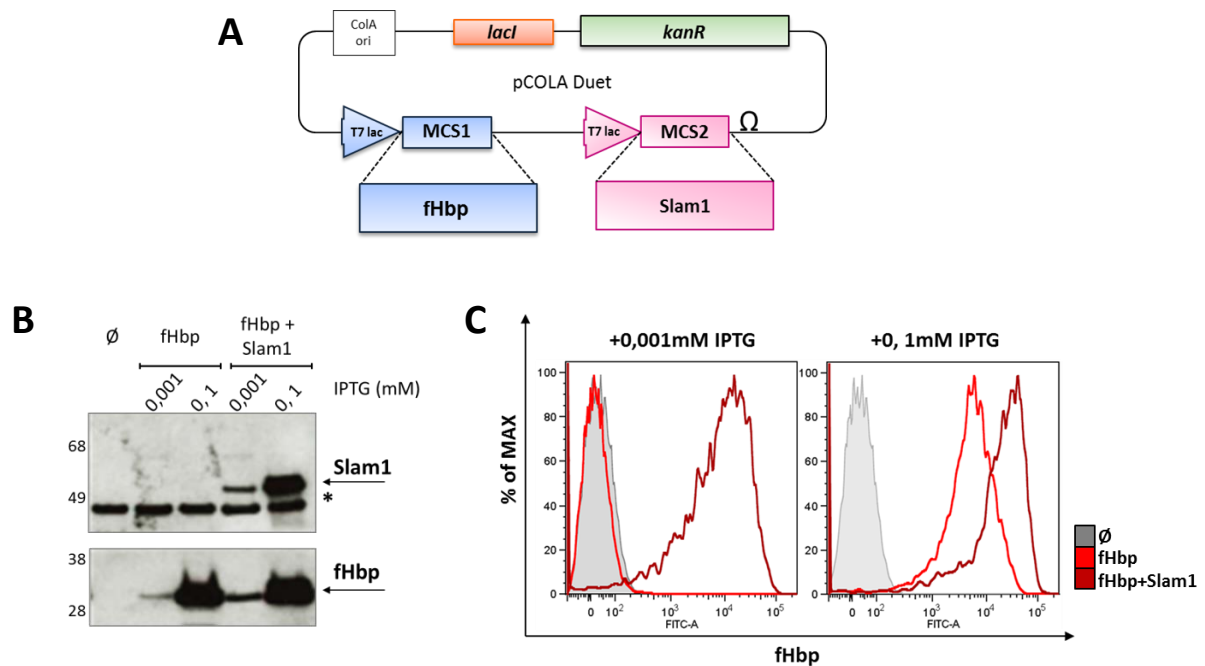 A
ColA
ori
lacI
kanR
pCOLA Duet
T7 lac
MCS1
T7 lac
MCS2
Ω
fHbp
Slam1
B
Ø
fHbp
fHbp +
Slam1
0,001
0, 1
0,001
0, 1
IPTG (mM)
68
49
Slam1
*
38
28
fHbp
C
+0,001mM IPTG
+0, 1mM IPTG
% of MAX
100
80
60
40
20
0
0
10²
10³
10⁴
10⁵
FITC-A
100
80
60
40
20
0
0
10²
10³
10⁴
10⁵
FITC-A
fHbp
Ø
fHbp
fHbp+Slam1